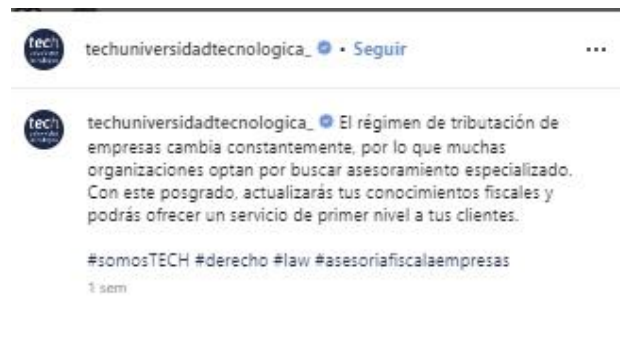 tech
techuniversidadtecnologica_ • Seguir
tech
techuniversidadtecnologica_ El régimen de tributación de
empresas cambia constantemente, por lo que muchas
organizaciones optan por buscar asesoramiento especializado.
Con este posgrado, actualizarás tus conocimientos fiscales y
podrás ofrecer un servicio de primer nivel a tus clientes.
#somosTECH #derecho #law #asesoriafiscalaempresas
1 sem